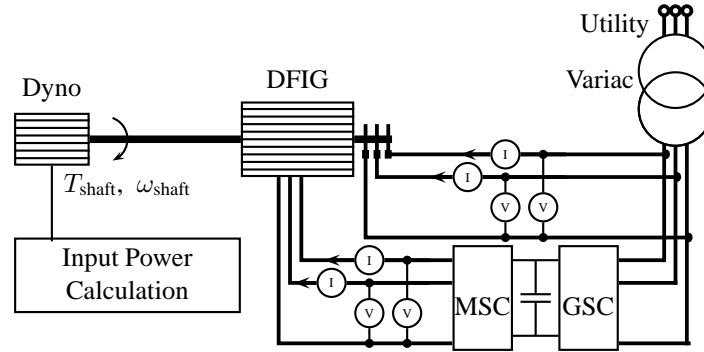 Utility
Variac
Dyno
DFIG
I
I
T_shaft, ω_shaft
V
V
Input Power
Calculation
I
I
MSC
GSC
V
V